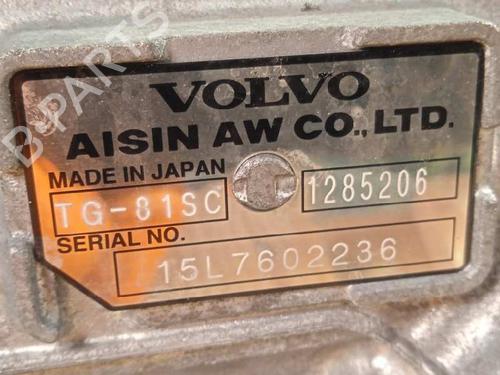 VOLVO
AISIN AW CO., LTD.
MADE IN JAPAN
TG-81SC 1285206
SERIAL NO.
15L7602236
B-PARTS